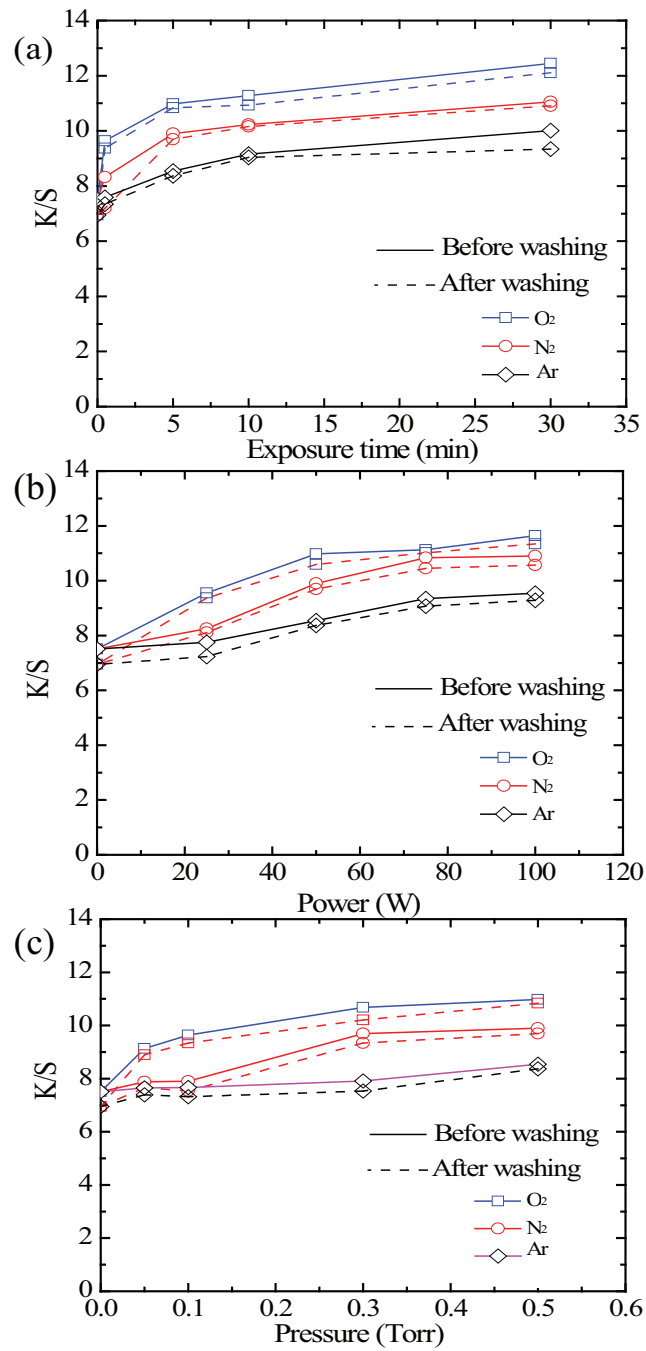 (a)
14
12
10
8
6
4
2
0
K/S
Before washing
After washing
O2
N2
Ar
0 5 10 15 20 25 30 35
Exposure time (min)
(b)
14
12
10
8
6
4
2
0
K/S
Before washing
After washing
O2
N2
Ar
0 20 40 60 80 100 120
Power (W)
(c)
14
12
10
8
6
4
2
0
K/S
Before washing
After washing
O2
N2
Ar
0.0 0.1 0.2 0.3 0.4 0.5 0.6
Pressure (Torr)